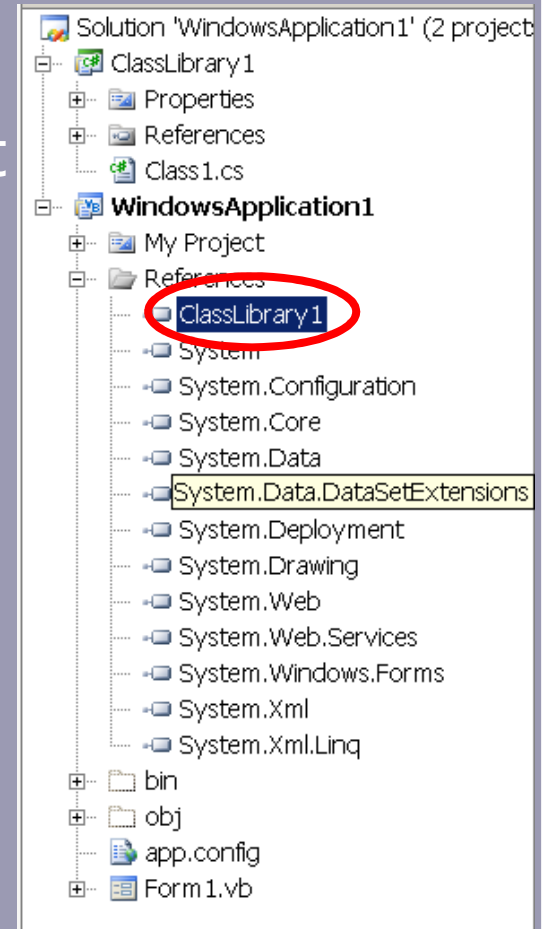 Solution 'WindowsApplication1' (2 project
ClassLibrary1
Properties
References
Class1.cs
WindowsApplication1
My Project
References
ClassLibrary1
System
System.Configuration
System.Core
System.Data
System.Data.DataSetExtensions
System.Deployment
System.Drawing
System.Web
System.Web.Services
System.Windows.Forms
System.Xml
System.Xml.Linq
bin
obj
app.config
Form1.vb